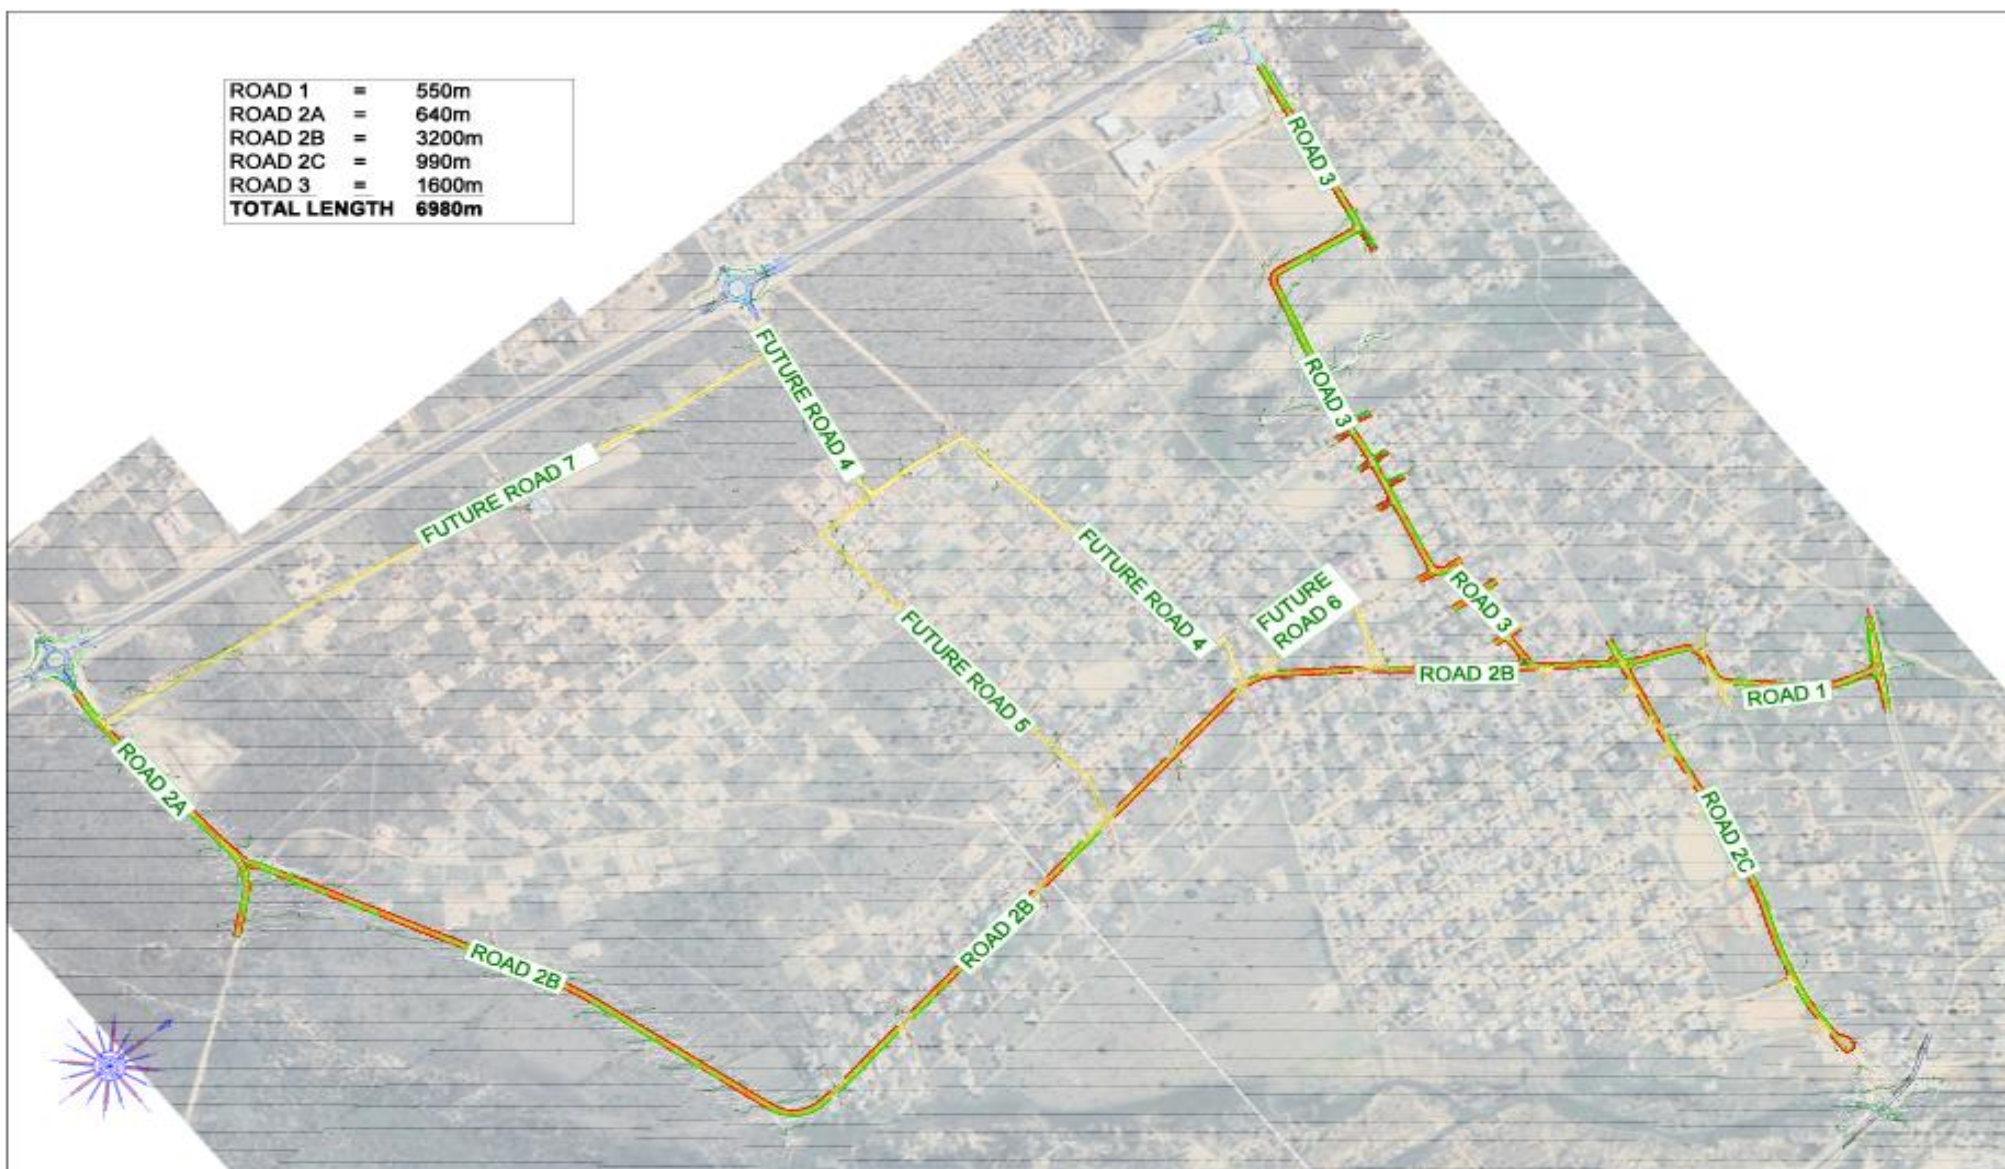 ROAD 1 = 550m
ROAD 2A = 640m
ROAD 2B = 3200m
ROAD 2C = 990m
ROAD 3 = 1600m
TOTAL LENGTH 6980m
ROAD 3
FUTURE ROAD 4
ROAD 3
FUTURE ROAD 7
FUTURE ROAD 4
FUTURE
ROAD 6
ROAD 3
FUTURE ROAD 5
ROAD 2B
ROAD 1
ROAD 2A
ROAD 2C
ROAD 2B
ROAD 2B